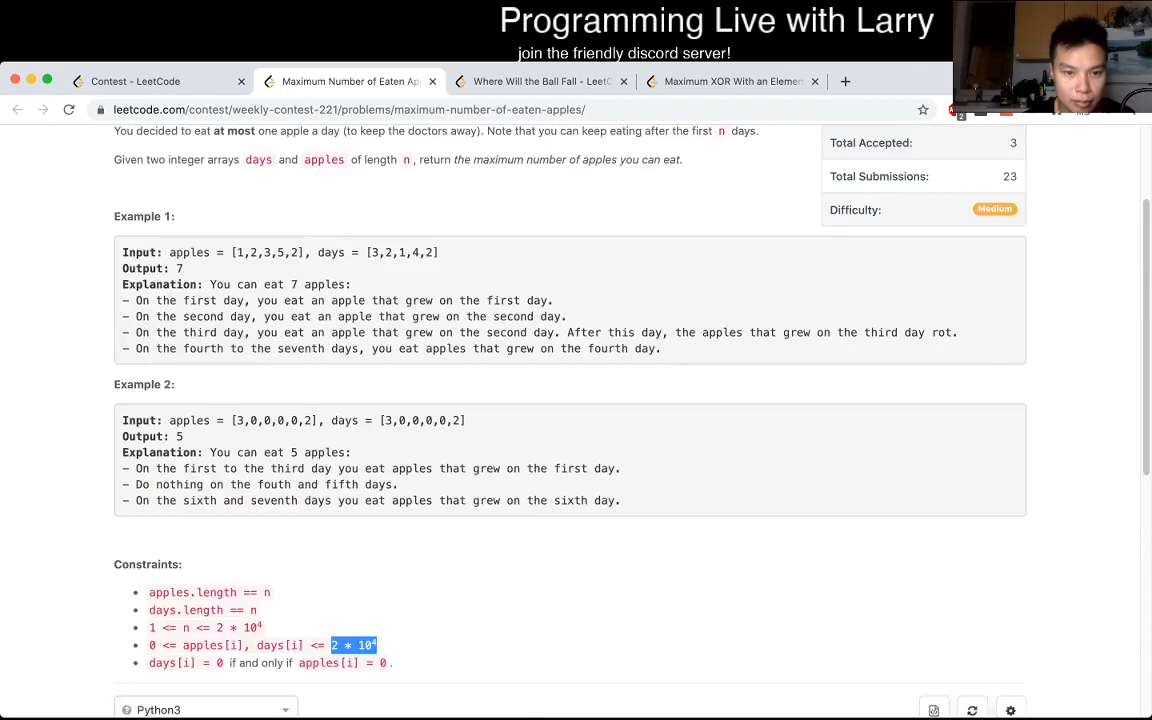 Programming Live with Larry
join the friendly discord server!
Contest - LeetCode
Maximum Number of Eaten Ap
Where Will the Ball Fall - LeetC
Maximum XOR With an Elemen
leetcode.com/contest/weekly-contest-221/problems/maximum-number-of-eaten-apples/
2
You decided to eat at most one apple a day (to keep the doctors away). Note that you can keep eating after the first n days.
Given two integer arrays days and apples of length n, return the maximum number of apples you can eat.
Total Accepted: 3
Total Submissions: 23
Difficulty: Medium
Example 1:
Input: apples = [1,2,3,5,2], days = [3,2,1,4,2]
Output: 7
Explanation: You can eat 7 apples:
- On the first day, you eat an apple that grew on the first day.
- On the second day, you eat an apple that grew on the second day.
- On the third day, you eat an apple that grew on the second day. After this day, the apples that grew on the third day rot.
- On the fourth to the seventh days, you eat apples that grew on the fourth day.
Example 2:
Input: apples = [3,0,0,0,0,2], days = [3,0,0,0,0,2]
Output: 5
Explanation: You can eat 5 apples:
- On the first to the third day you eat apples that grew on the first day.
- Do nothing on the fouth and fifth days.
- On the sixth and seventh days you eat apples that grew on the sixth day.
Constraints:
apples.length == n
days.length == n
1 <= n <= 2 * 10⁴
0 <= apples[i], days[i] <= 2 * 10⁴
days[i] = 0 if and only if apples[i] = 0.
Python3